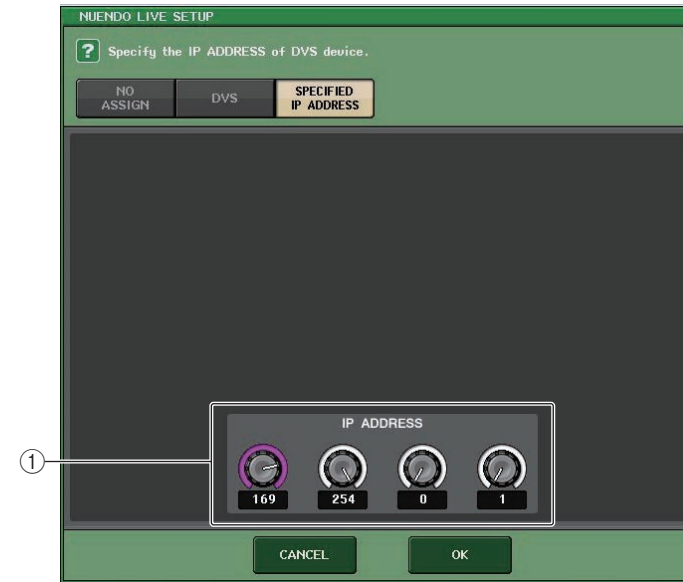 NUENDO LIVE SETUP
? Specify the IP ADDRESS of DVS device.
NO
ASSIGN
DVS
SPECIFIED
IP ADDRESS
IP ADDRESS
①
169 254 0 1
CANCEL OK